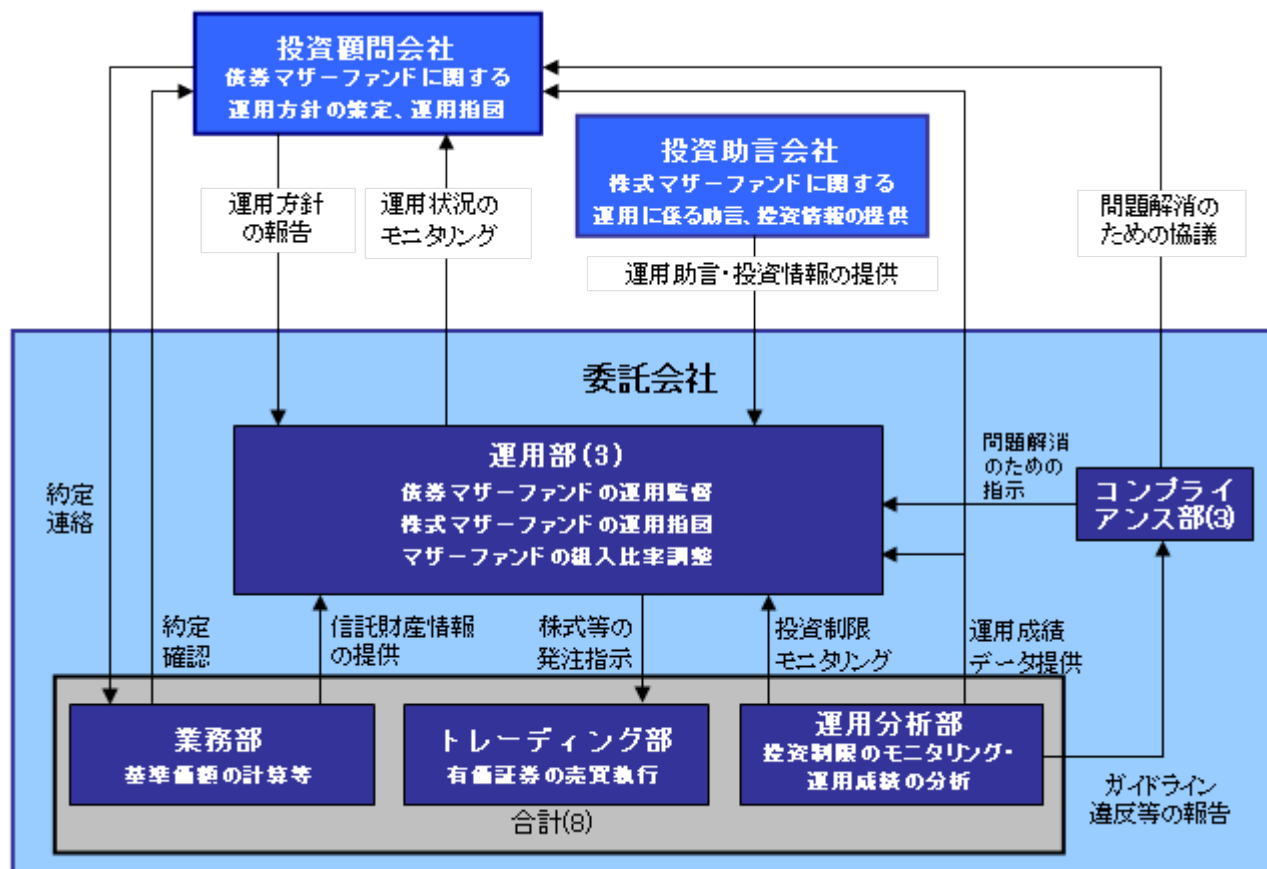 投資顧問会社
債券マザーファンドに関する
運用方針の策定、運用指図
投資助言会社
株式マザーファンドに関する
運用に係る助言、投資情報の提供
運用方針
の報告
運用状況の
モニタリング
問題解消の
ための協議
運用助言・投資情報の提供
委託会社
運用部(3)
債券マザーファンドの運用監督
株式マザーファンドの運用指図
マザーファンドの組入比率調整
問題解消
のための
指示
コンプライ
アンス部(3)
約定
連絡
約定
確認
信託財産情報
の提供
株式等の
発注指示
投資制限
モニタリング
運用成績
データ提供
業務部
基準価額の計算等
トレーディング部
有価証券の売買執行
運用分析部
投資制限のモニタリング・
運用成績の分析
合計(8)
ガイドライン
違反等の報告